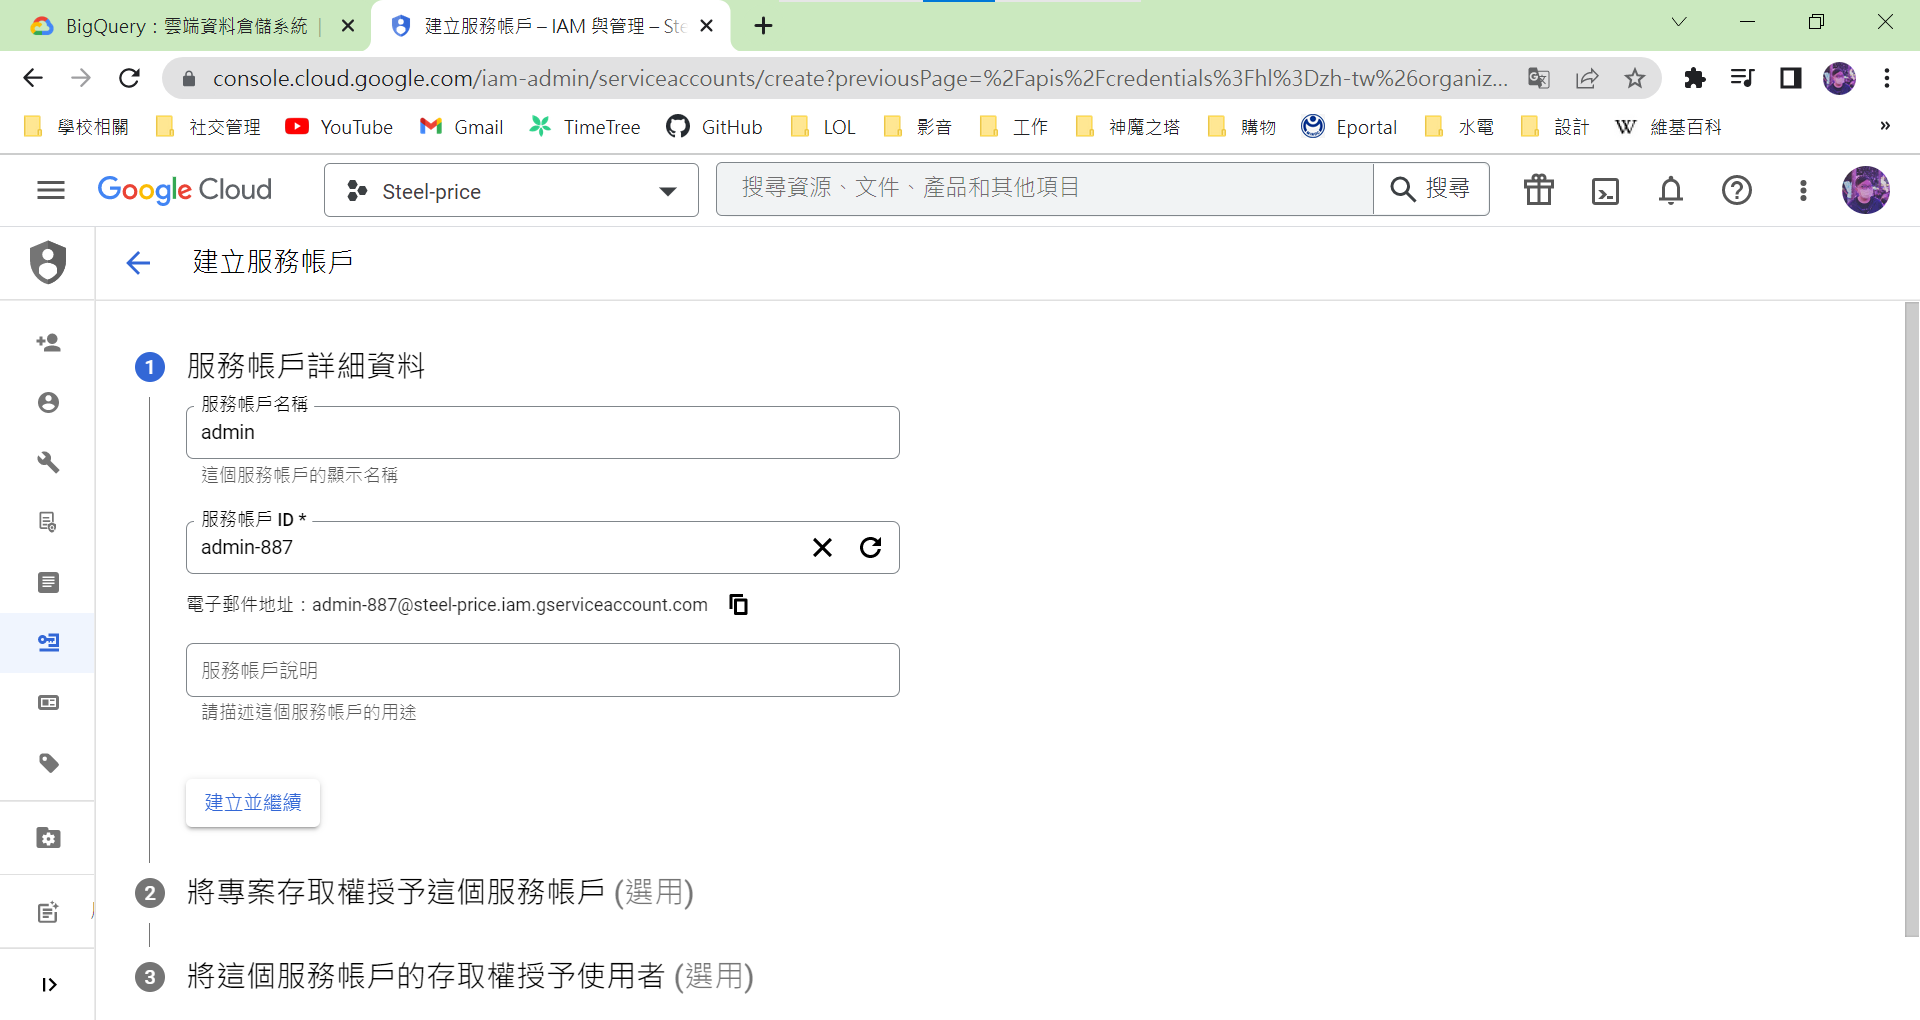 BigQuery：雲端資料倉儲系統
建立服務帳戶 – IAM 與管理 – Ste
console.cloud.google.com/iam-admin/serviceaccounts/create?previousPage=%2Fapis%2Fcredentials%3Fhl%3Dzh-tw%26organiz...
學校相關 社交管理 YouTube Gmail TimeTree GitHub LOL 影音 工作 神魔之塔 購物 Eportal 水電 設計 W 維基百科 »
Google Cloud Steel-price 搜尋資源、文件、產品和其他項目 搜尋
建立服務帳戶
1 服務帳戶詳細資料
服務帳戶名稱
admin
這個服務帳戶的顯示名稱
服務帳戶 ID *
admin-887
電子郵件地址：admin-887@steel-price.iam.gserviceaccount.com
服務帳戶說明
請描述這個服務帳戶的用途
建立並繼續
2 將專案存取權授予這個服務帳戶 (選用)
3 將這個服務帳戶的存取權授予使用者 (選用)